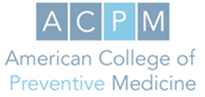 ACPM
American College of
Preventive Medicine